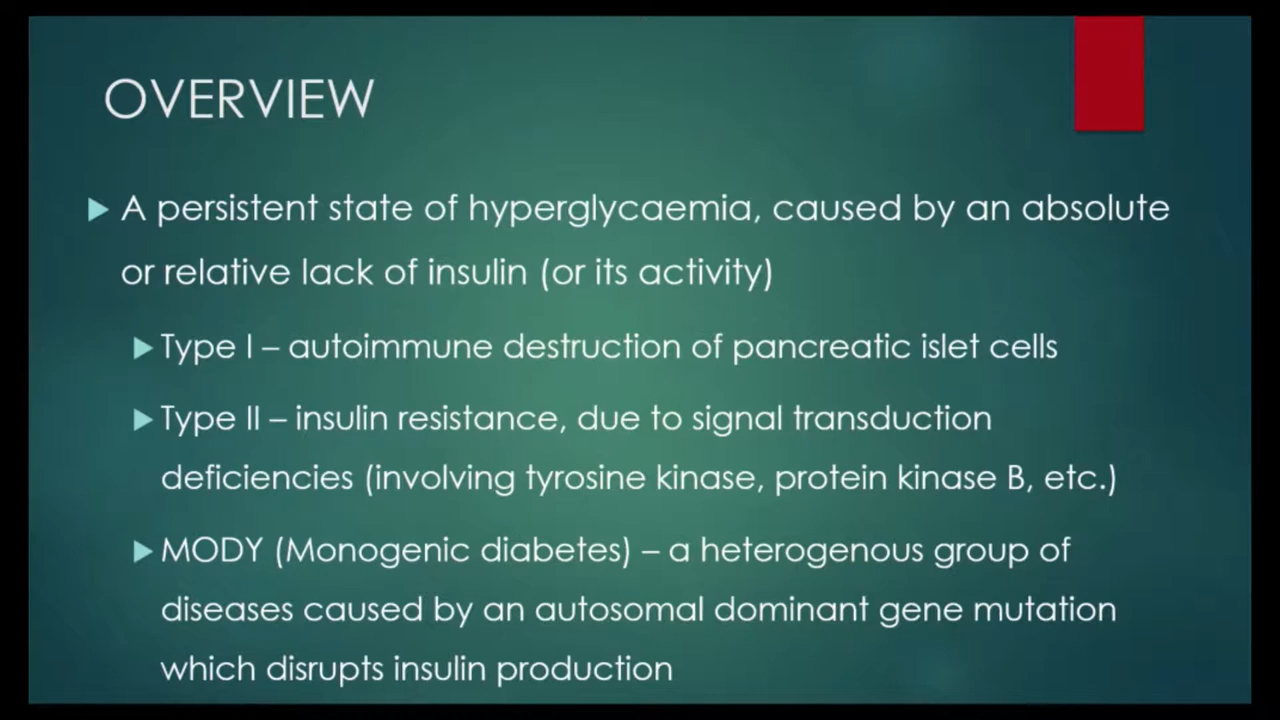 OVERVIEW
A persistent state of hyperglycaemia, caused by an absolute
or relative lack of insulin (or its activity)
Type I – autoimmune destruction of pancreatic islet cells
Type II – insulin resistance, due to signal transduction
deficiencies (involving tyrosine kinase, protein kinase B, etc.)
MODY (Monogenic diabetes) – a heterogenous group of
diseases caused by an autosomal dominant gene mutation
which disrupts insulin production